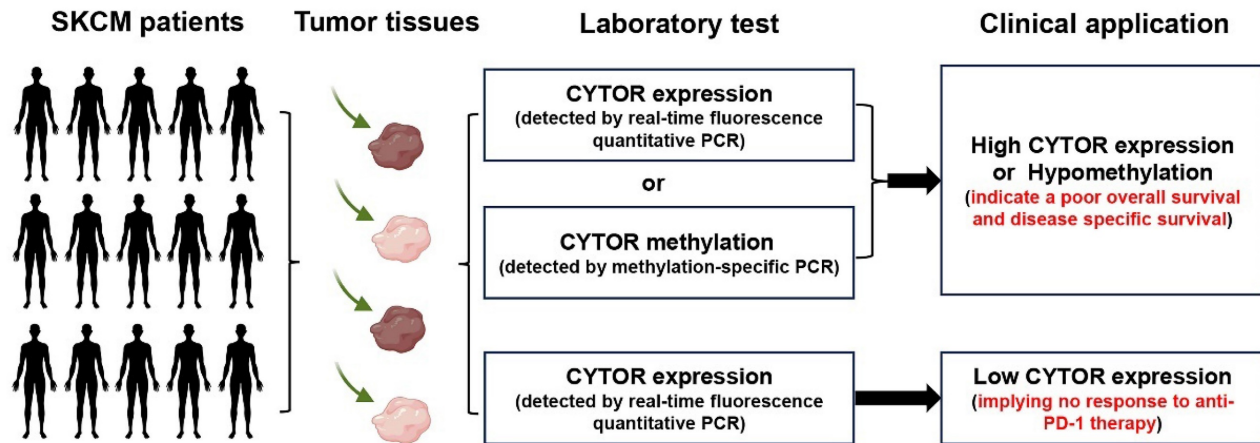 SKCM patients
Tumor tissues
Laboratory test
Clinical application
CYTOR expression
(detected by real-time fluorescence
quantitative PCR)
or
CYTOR methylation
(detected by methylation-specific PCR)
High CYTOR expression
or Hypomethylation
(indicate a poor overall survival
and disease specific survival)
CYTOR expression
(detected by real-time fluorescence
quantitative PCR)
Low CYTOR expression
(implying no response to anti-
PD-1 therapy)